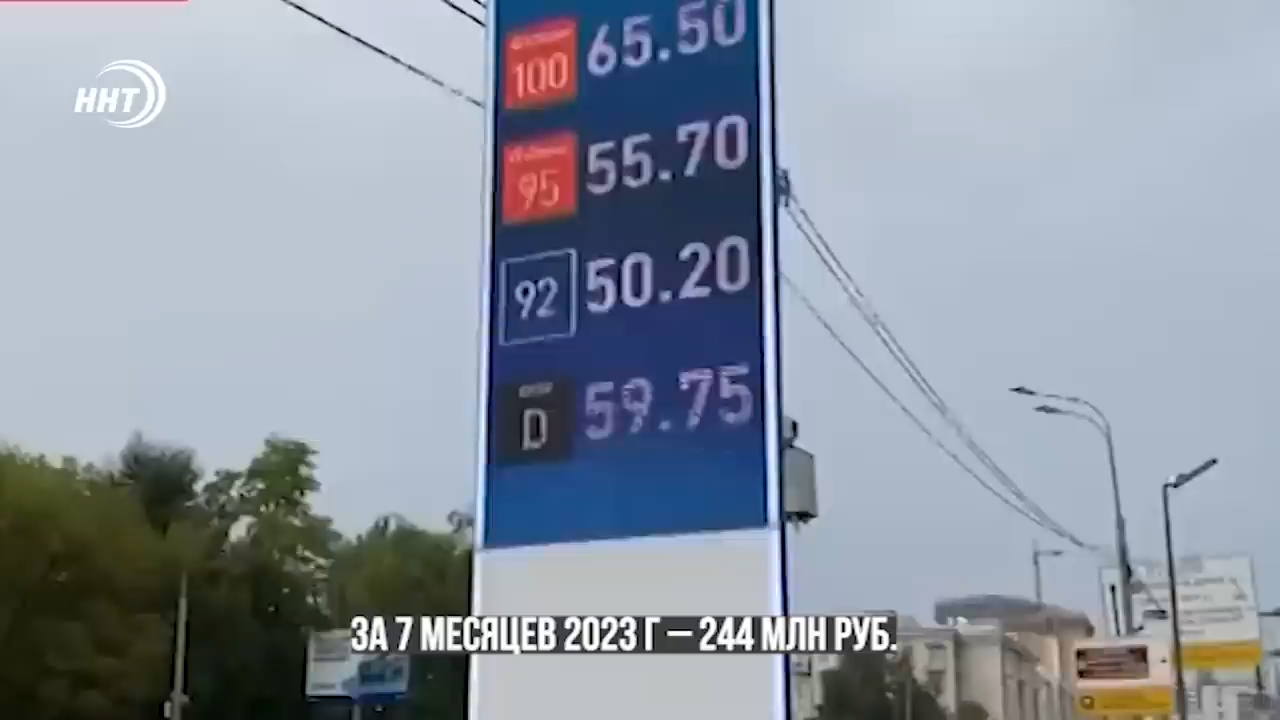 ННТ
100 65.50
95 55.70
92 50.20
D 59.75
ЗА 7 МЕСЯЦЕВ 2023 Г – 244 МЛН РУБ.